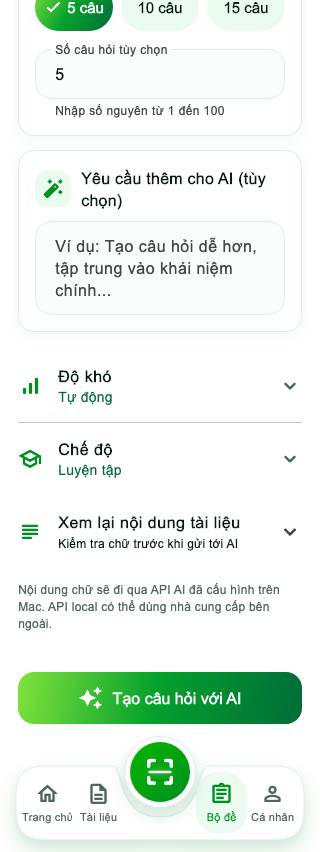 5 câu
10 câu
15 câu
Số câu hỏi tùy chọn
5
Nhập số nguyên từ 1 đến 100
Yêu cầu thêm cho AI (tùy
chọn)
Ví dụ: Tạo câu hỏi dễ hơn,
tập trung vào khái niệm
chính...
Độ khó
Tự động
Chế độ
Luyện tập
Xem lại nội dung tài liệu
Kiểm tra chữ trước khi gửi tới AI
Nội dung chữ sẽ đi qua API AI đã cấu hình trên
Mac. API local có thể dùng nhà cung cấp bên
ngoài.
Tạo câu hỏi với AI
Trang chủ
Tài liệu
Bộ đề
Cá nhân